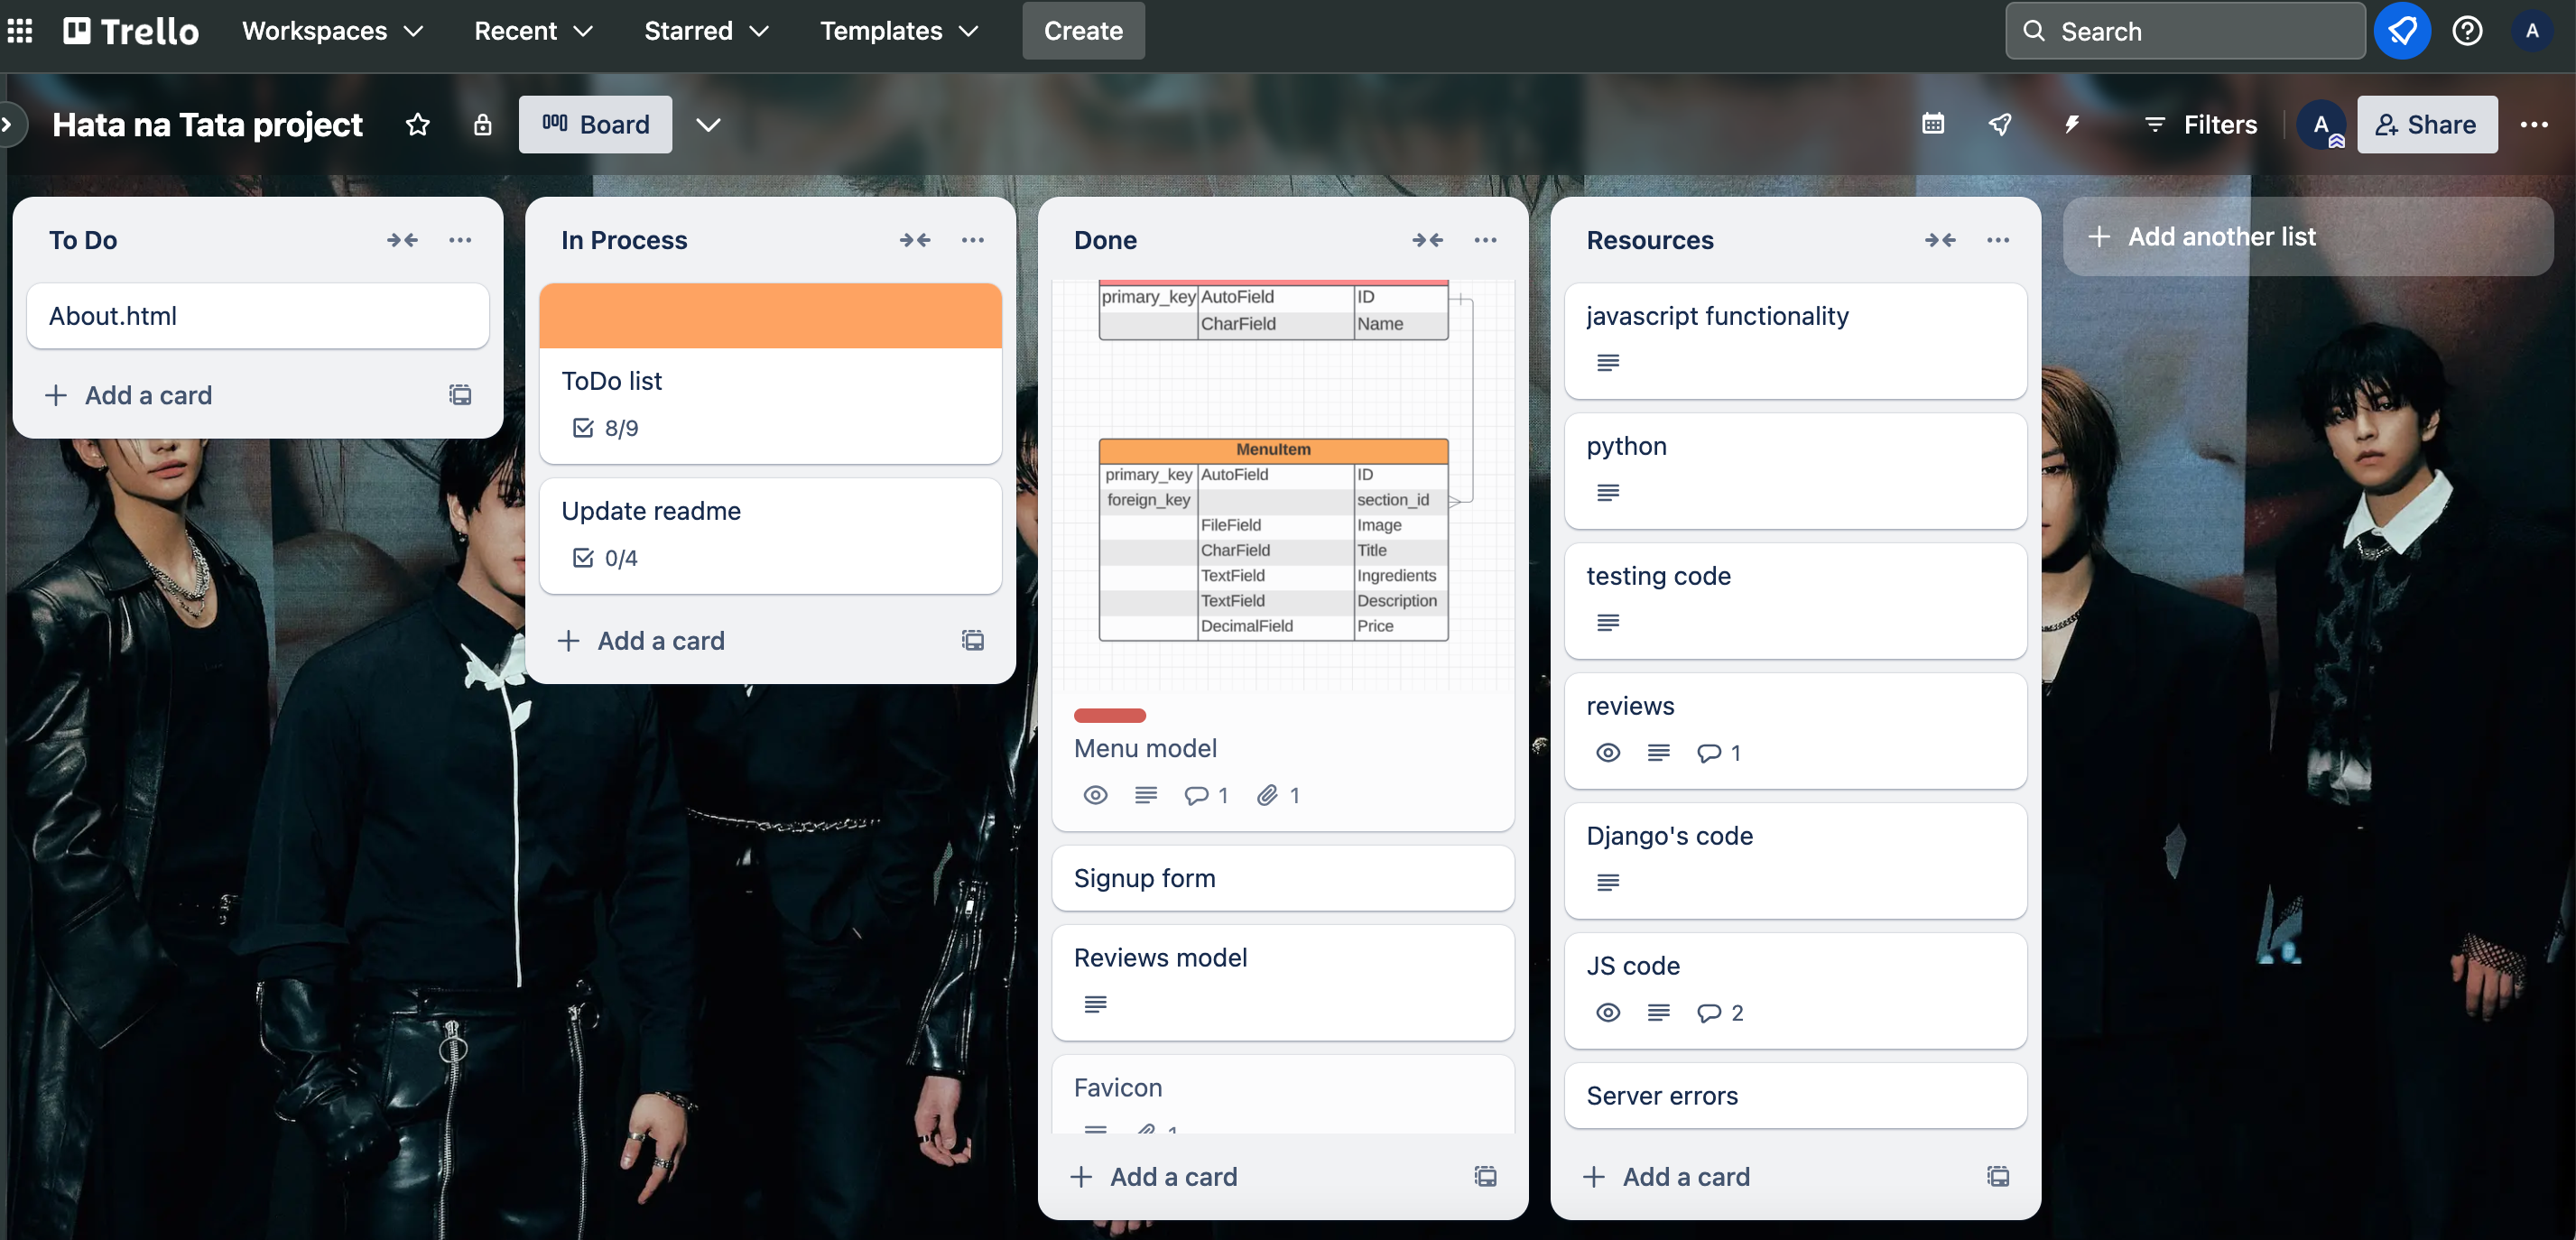 Trello Workspaces Recent Starred Templates Create Search A
Hata na Tata project Board Filters A Share
To Do
About.html
Add a card
In Process
ToDo list
8/9
Update readme
0/4
Add a card
Done
primary_key AutoField ID
CharField Name
MenuItem
primary_key AutoField ID
foreign_key section_id
FileField Image
CharField Title
TextField Ingredients
TextField Description
DecimalField Price
Menu model
1 1
Signup form
Reviews model
Favicon
1
Add a card
Resources
javascript functionality
python
testing code
reviews
1
Django's code
JS code
2
Server errors
Add a card
Add another list